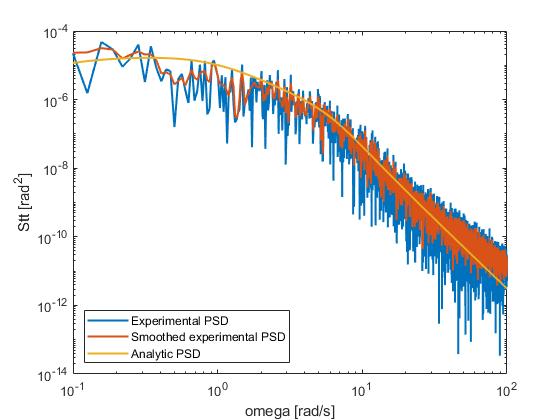 10^-4
10^-6
10^-8
10^-10
10^-12
10^-14
Stt [rad^2]
Experimental PSD
Smoothed experimental PSD
Analytic PSD
10^-1
10^0
10^1
10^2
omega [rad/s]